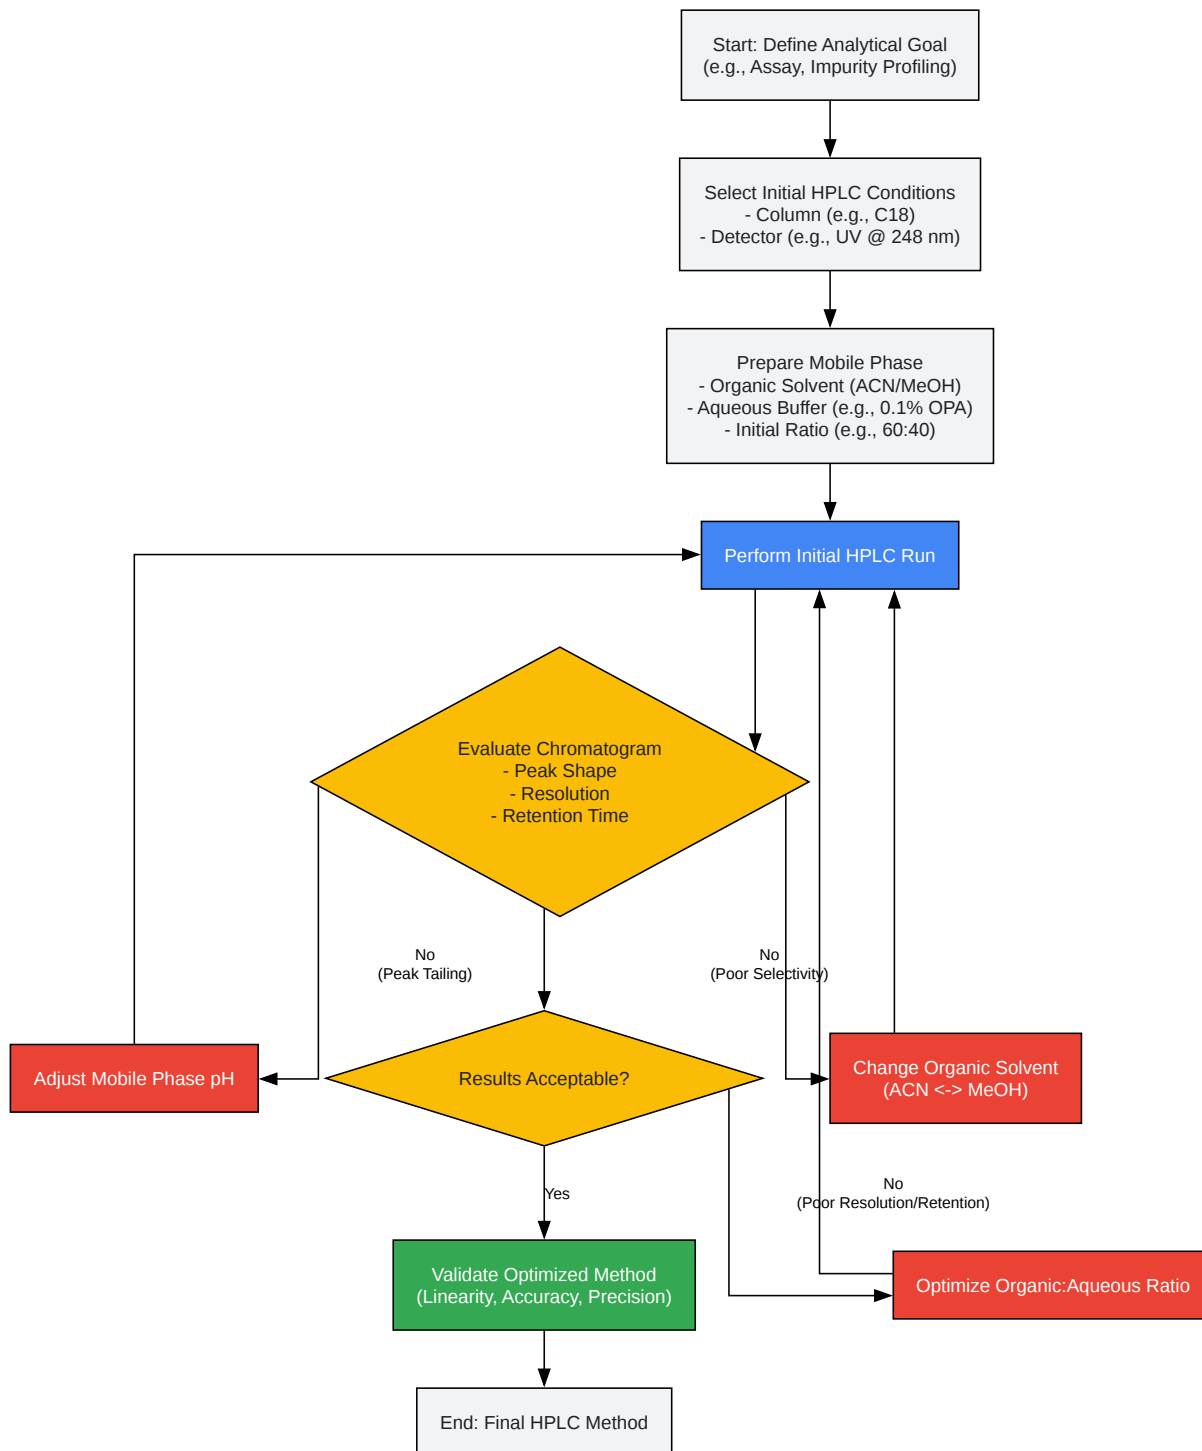 Start: Define Analytical Goal
(e.g., Assay, Impurity Profiling)
Select Initial HPLC Conditions
- Column (e.g., C18)
- Detector (e.g., UV @ 248 nm)
Prepare Mobile Phase
- Organic Solvent (ACN/MeOH)
- Aqueous Buffer (e.g., 0.1% OPA)
- Initial Ratio (e.g., 60:40)
Perform Initial HPLC Run
Evaluate Chromatogram
- Peak Shape
- Resolution
- Retention Time
No
(Peak Tailing)
No
(Poor Selectivity)
Adjust Mobile Phase pH
Results Acceptable?
Change Organic Solvent
(ACN <-> MeOH)
Yes
No
(Poor Resolution/Retention)
Validate Optimized Method
(Linearity, Accuracy, Precision)
Optimize Organic:Aqueous Ratio
End: Final HPLC Method